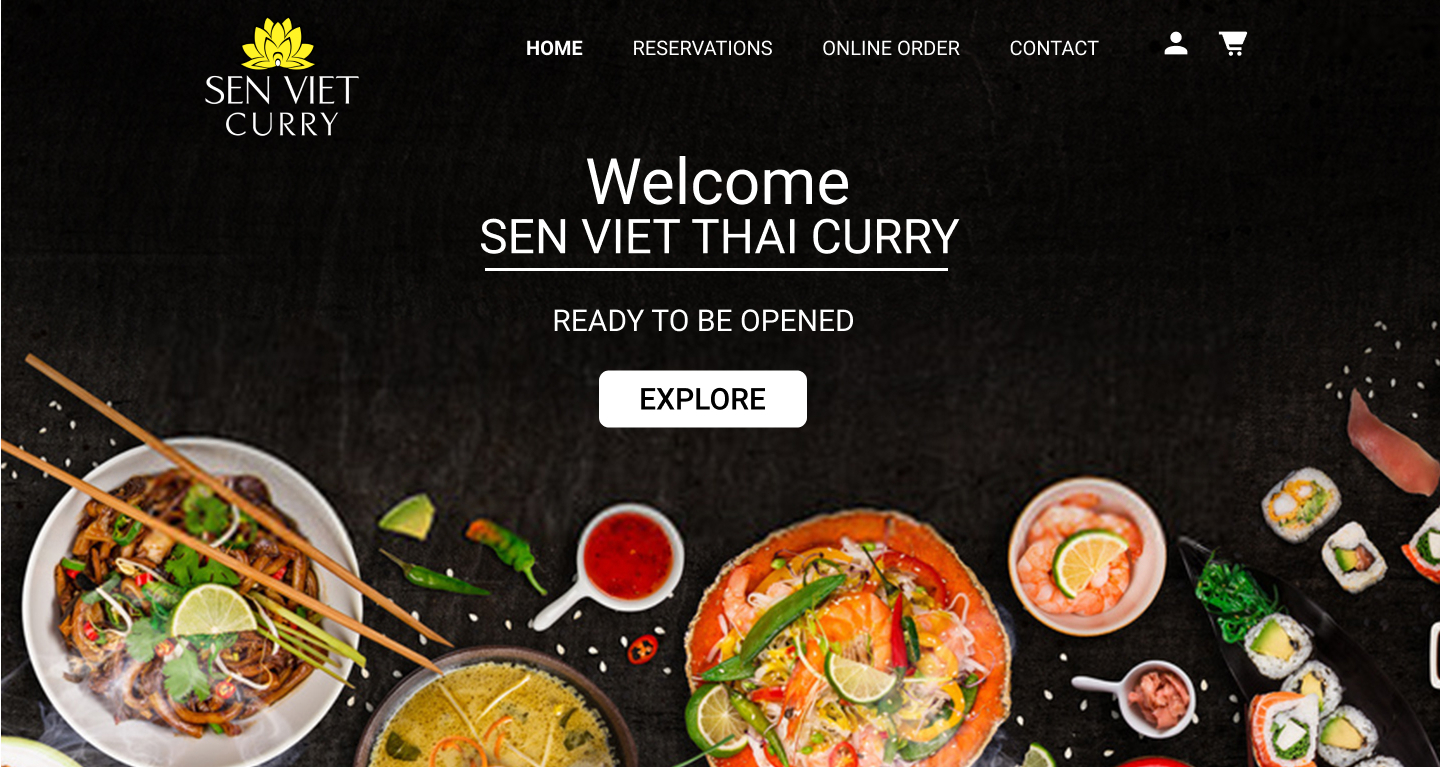 SEN VIET
CURRY
HOME
RESERVATIONS
ONLINE ORDER
CONTACT
Welcome
SEN VIET THAI CURRY
READY TO BE OPENED
EXPLORE